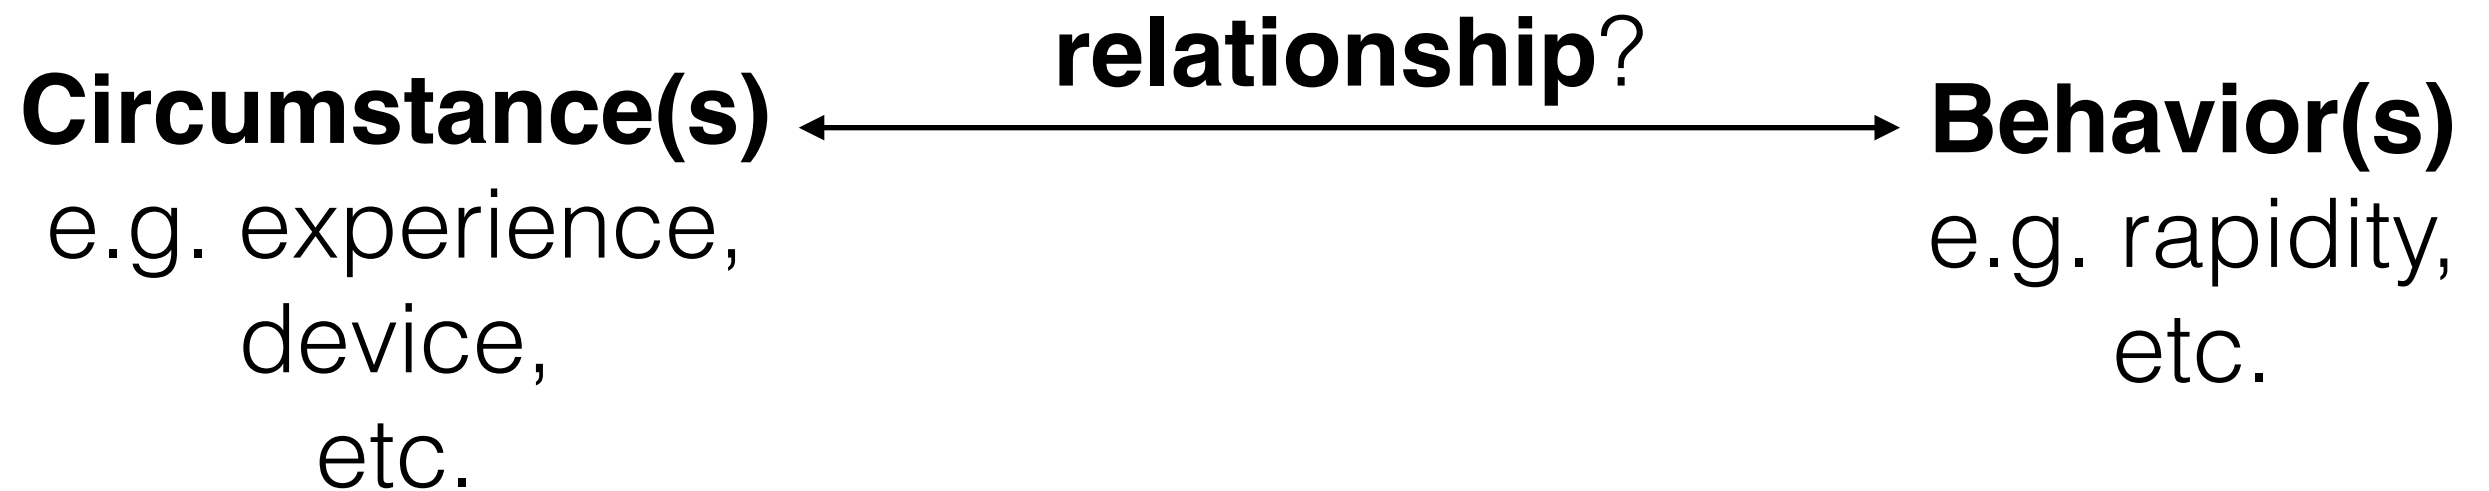 relationship?
Circumstance(s)
Behavior(s)
e.g. experience,
device,
etc.
e.g. rapidity,
etc.